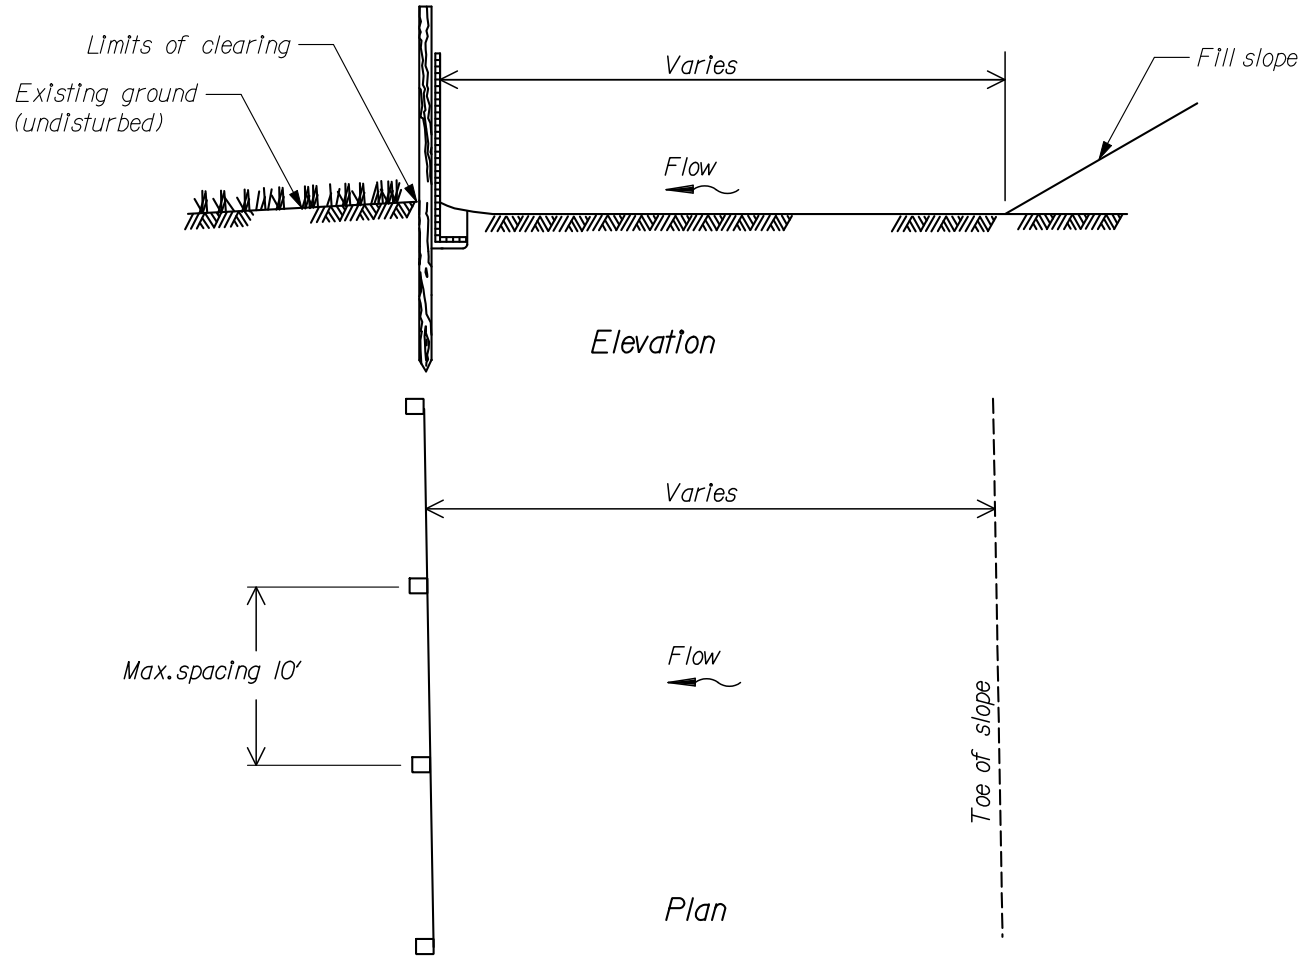 Limits of clearing
Varies
Fill slope
Existing ground
(undisturbed)
Flow
Elevation
Varies
Max. spacing 10'
Flow
Toe of slope
Plan